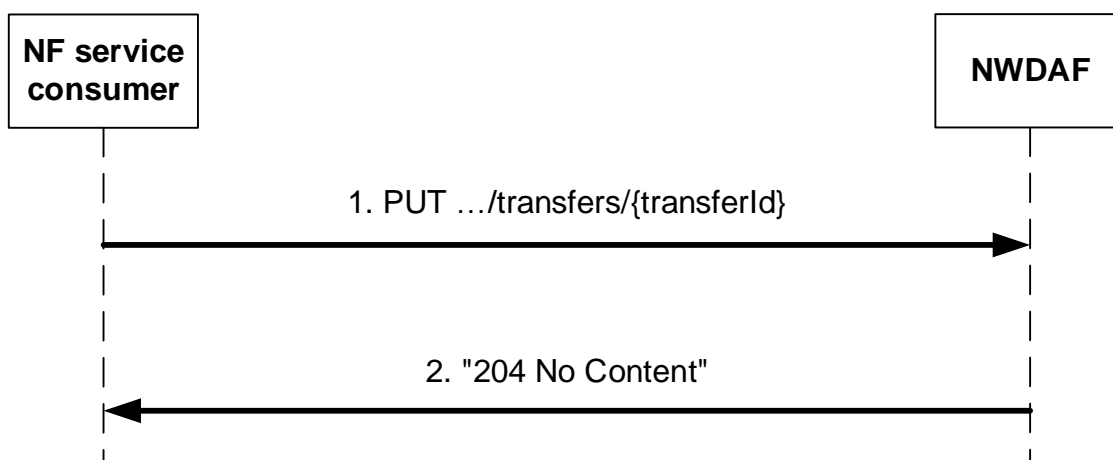 NF service
consumer
NWDAF
1. PUT …/transfers/{transferId}
2. "204 No Content"